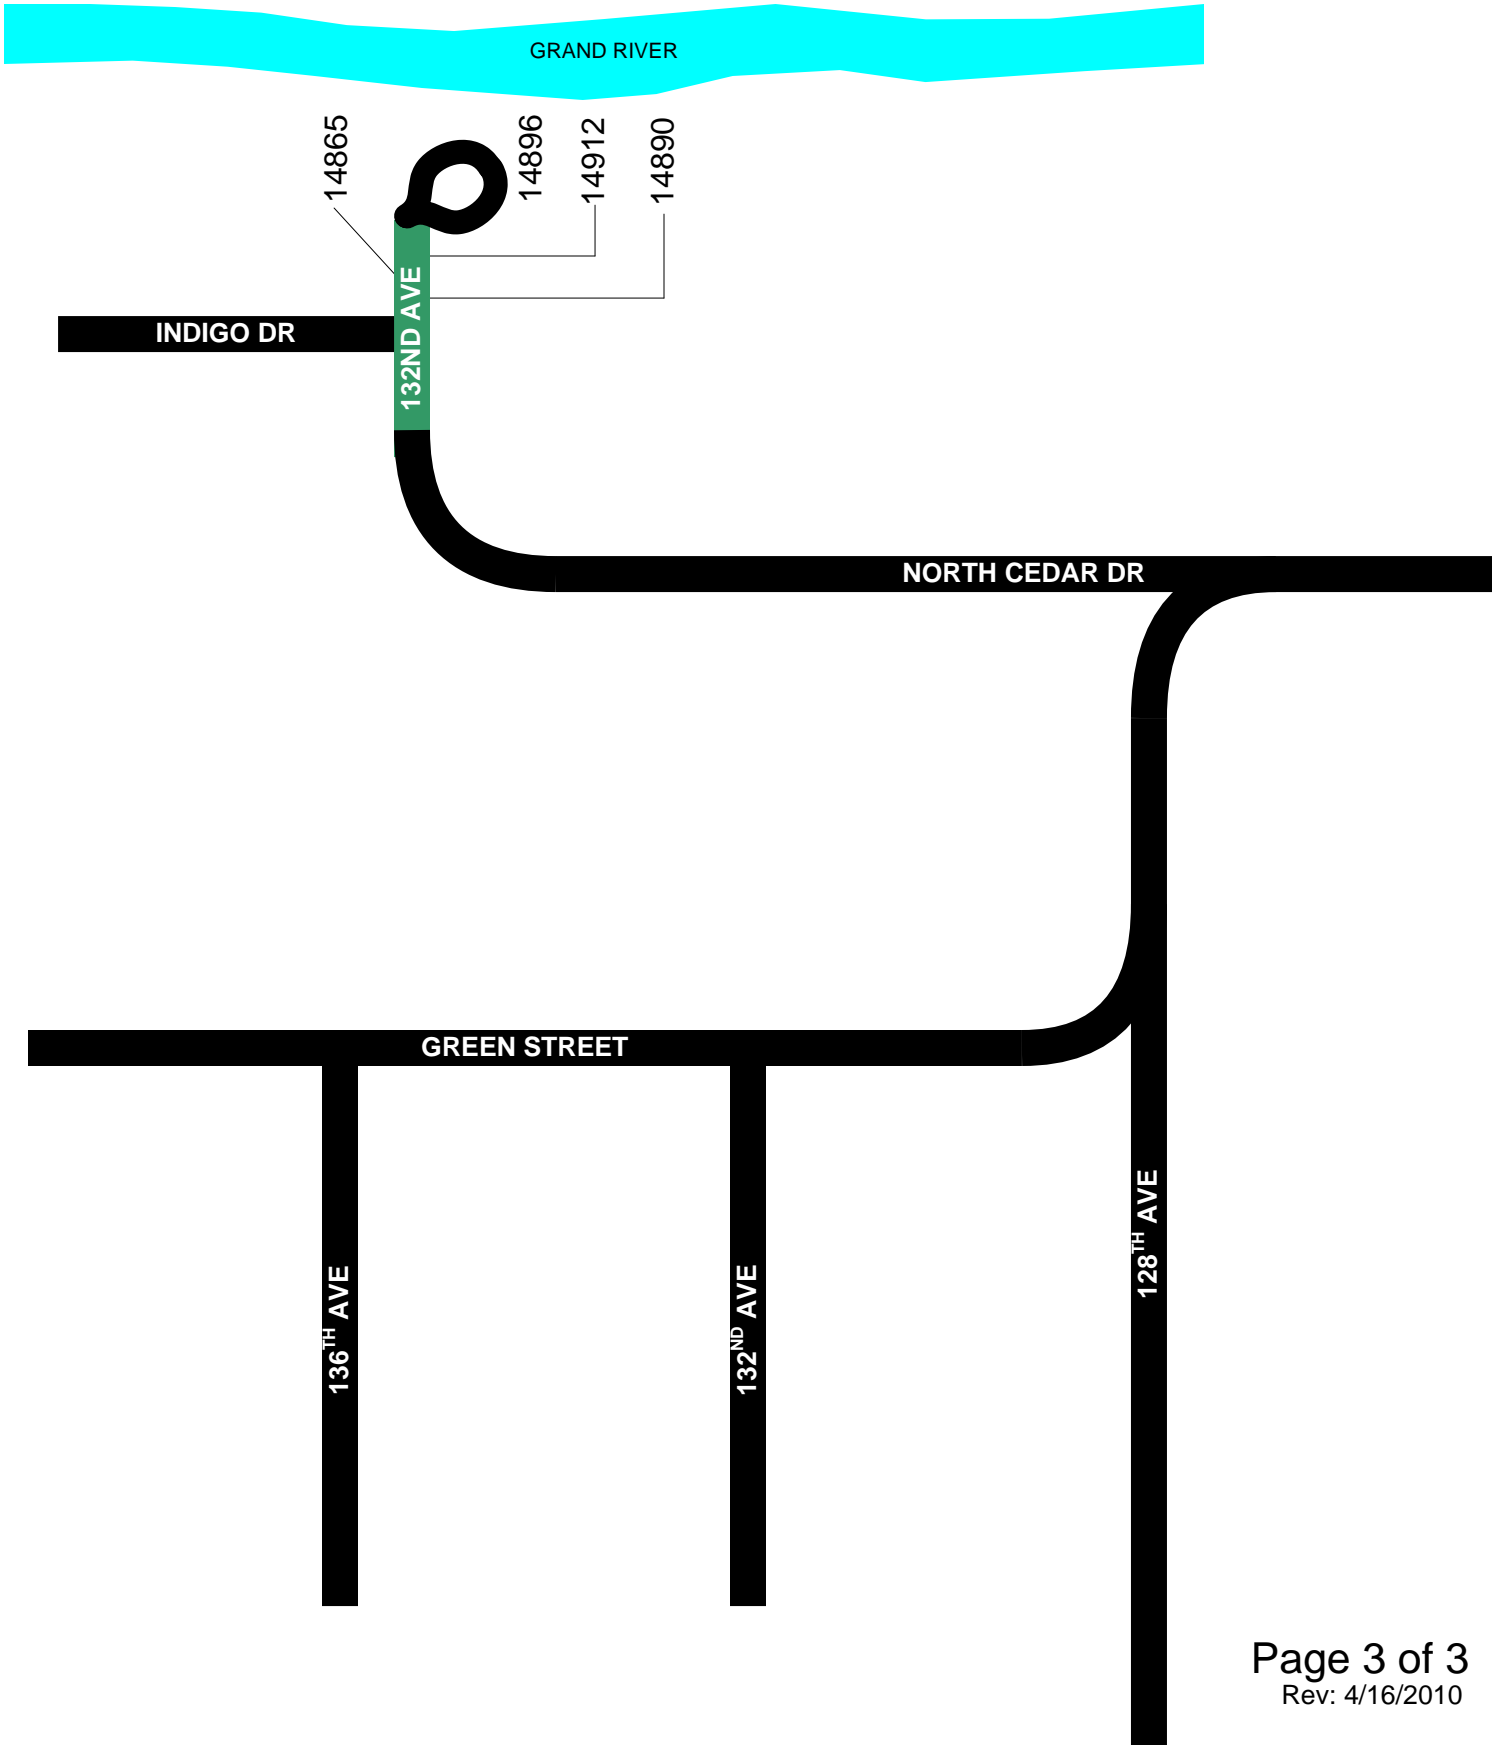 GRAND RIVER
14865
14896
14912
14890
132ND AVE
INDIGO DR
NORTH CEDAR DR
GREEN STREET
136TH AVE
132ND AVE
128TH AVE
Page 3 of 3
Rev: 4/16/2010